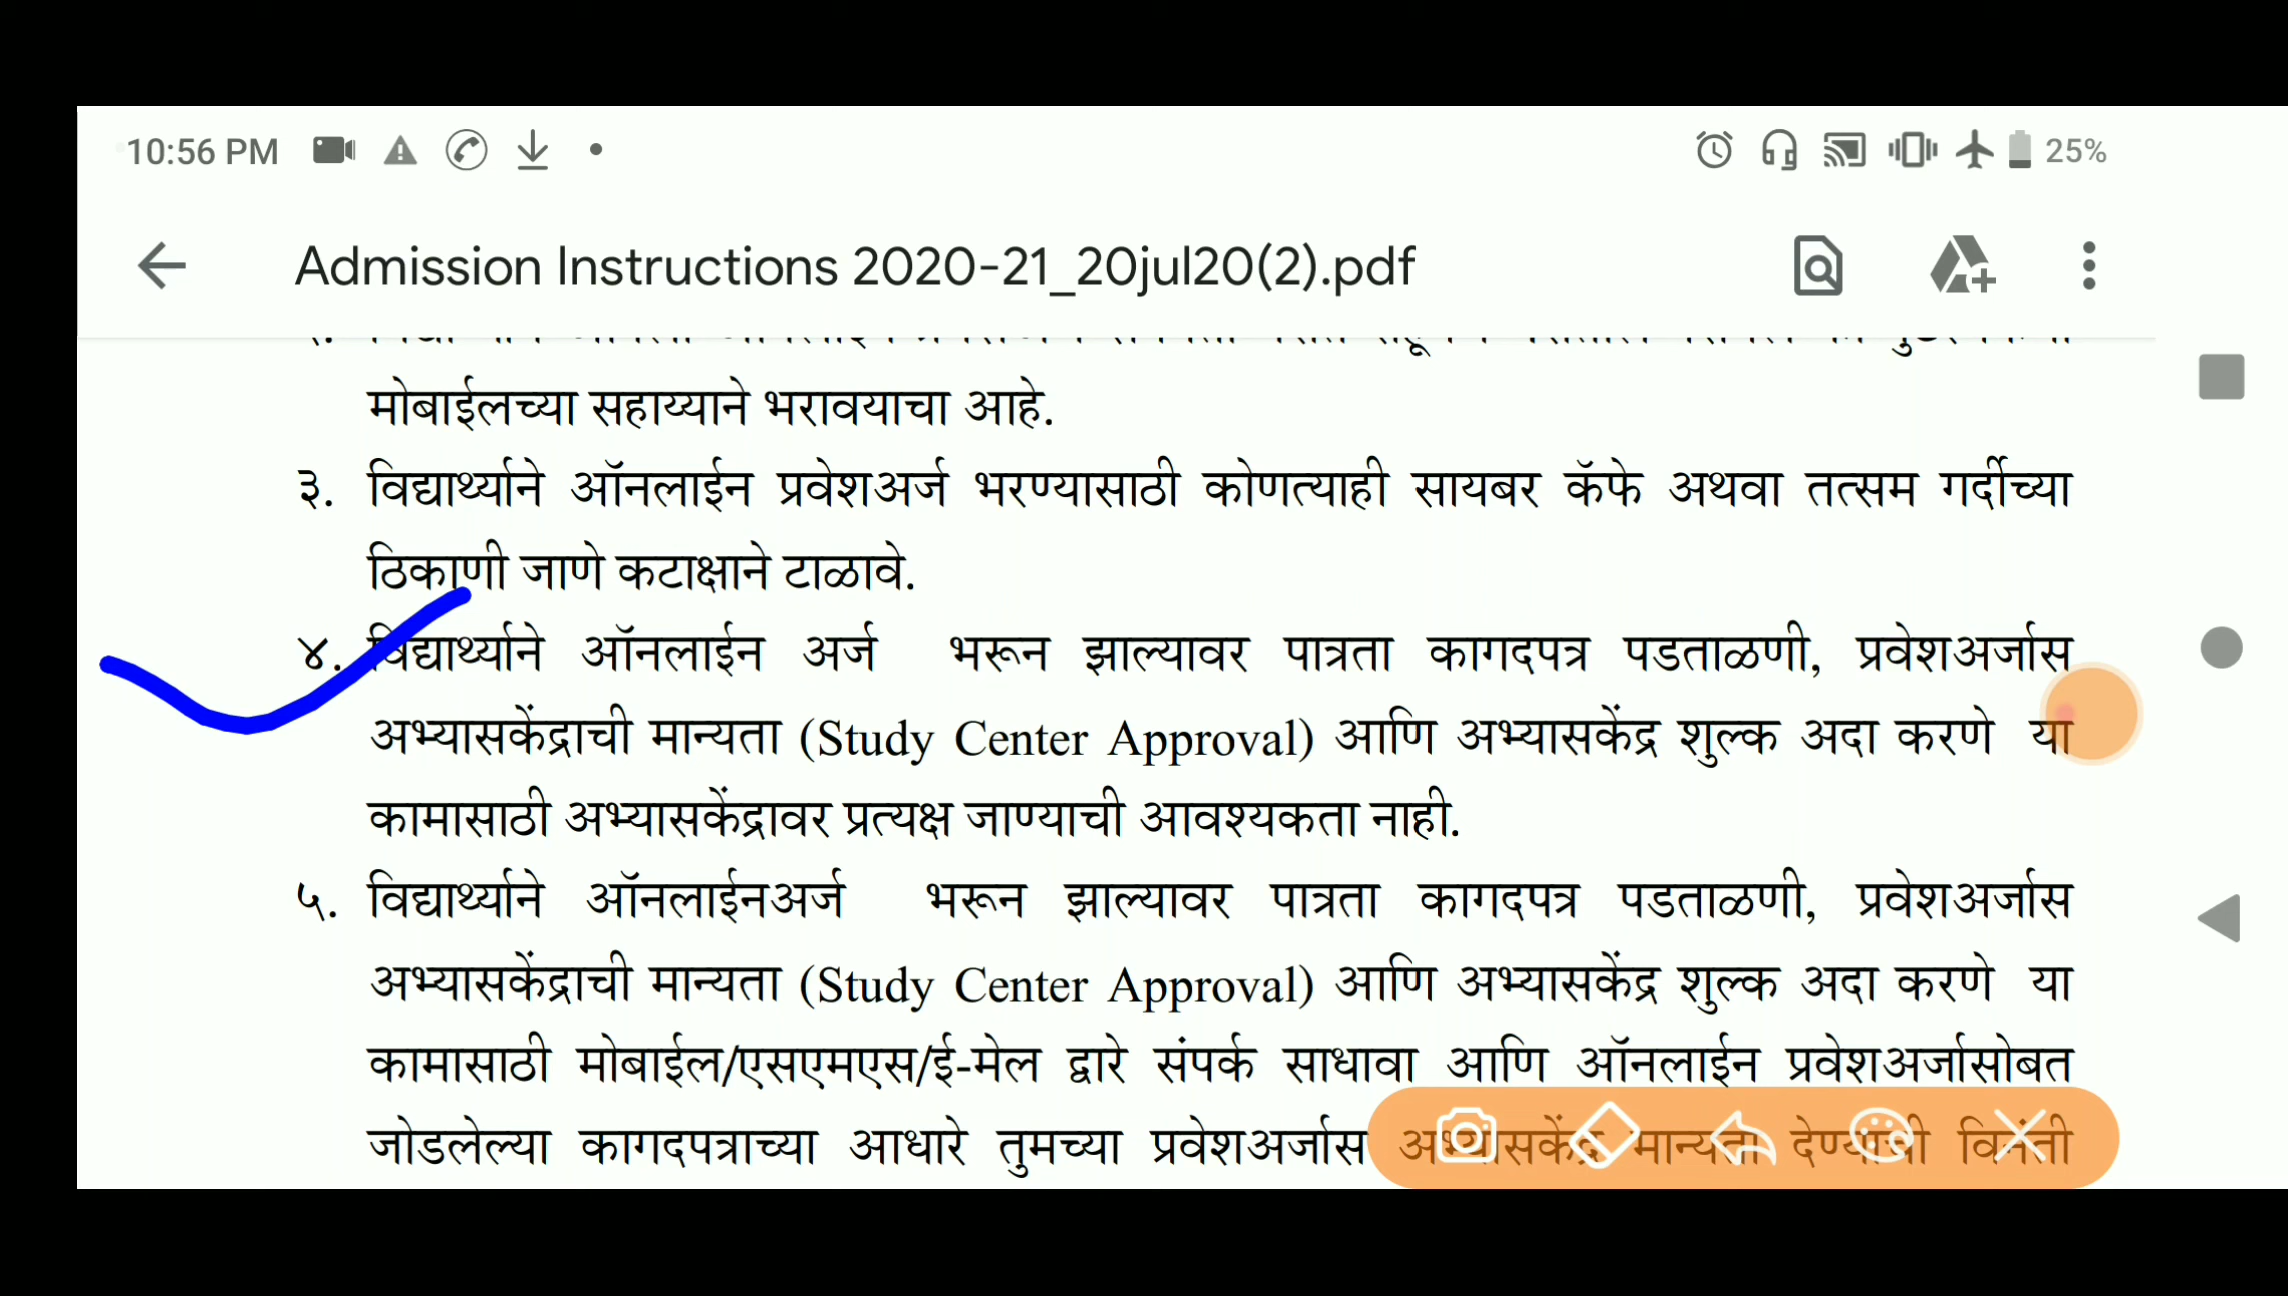 10:56 PM
25%
Admission Instructions 2020-21_20jul20(2).pdf
मोबाईलच्या सहाय्याने भरावयाचा आहे.
३. विद्यार्थ्याने ऑनलाईन प्रवेशअर्ज भरण्यासाठी कोणत्याही सायबर कॅफे अथवा तत्सम गर्दीच्या
ठिकाणी जाणे कटाक्षाने टाळावे.
४. विद्यार्थ्याने ऑनलाईन अर्ज भरून झाल्यावर पात्रता कागदपत्र पडताळणी, प्रवेशअर्जास
अभ्यासकेंद्राची मान्यता (Study Center Approval) आणि अभ्यासकेंद्र शुल्क अदा करणे या
कामासाठी अभ्यासकेंद्रावर प्रत्यक्ष जाण्याची आवश्यकता नाही.
५. विद्यार्थ्याने ऑनलाईनअर्ज भरून झाल्यावर पात्रता कागदपत्र पडताळणी, प्रवेशअर्जास
अभ्यासकेंद्राची मान्यता (Study Center Approval) आणि अभ्यासकेंद्र शुल्क अदा करणे या
कामासाठी मोबाईल/एसएमएस/ई-मेल द्वारे संपर्क साधावा आणि ऑनलाईन प्रवेशअर्जासोबत
जोडलेल्या कागदपत्राच्या आधारे तुमच्या प्रवेशअर्जास अभ्यासकेंद्र मान्यता देण्याची विनंती